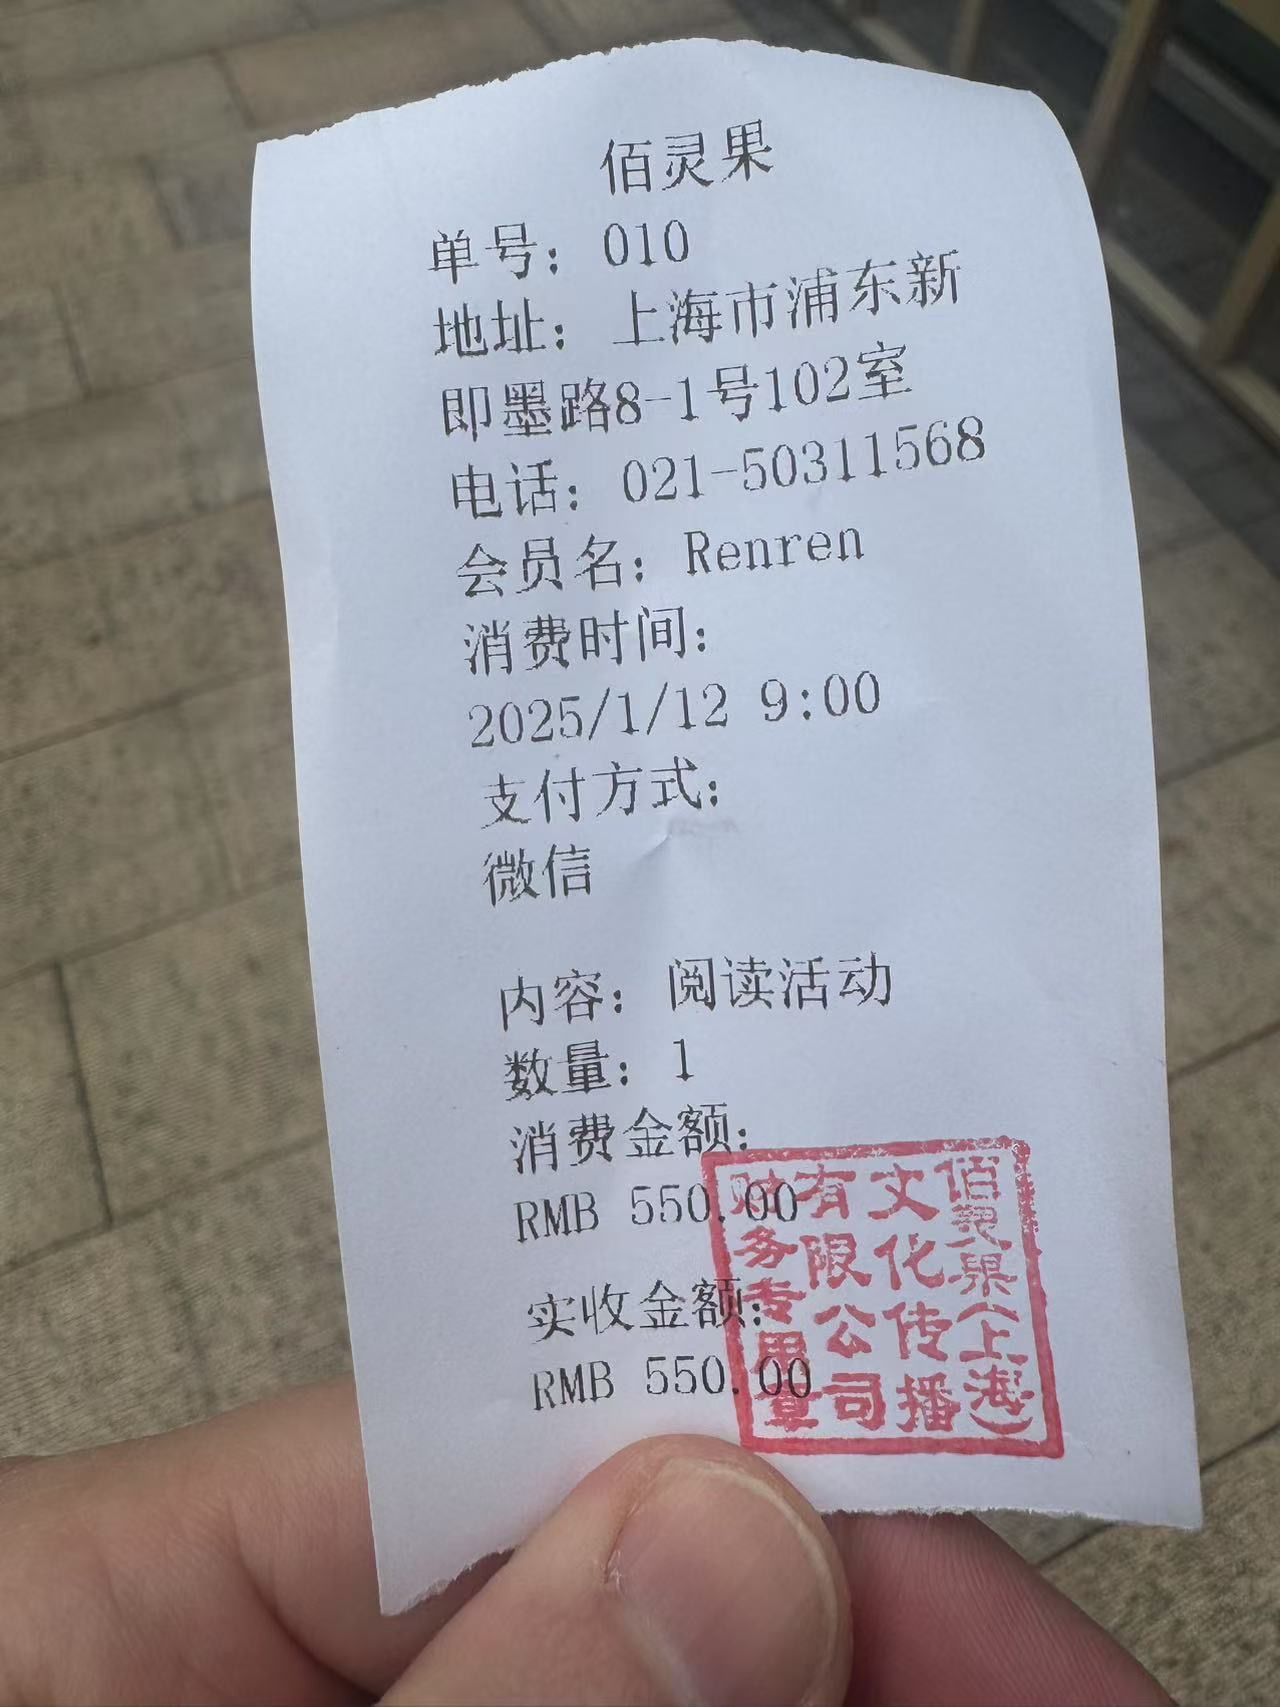 佰灵果
单号：010
地址：上海市浦东新
即墨路8-1号102室
电话：021-50311568
会员名：Renren
消费时间：
2025/1/12 9:00
支付方式：
微信
内容：阅读活动
数量：1
消费金额：
RMB 550.00
实收金额：
RMB 550.00
佰灵果（上海）
文化传播
有限公司
财务专用章